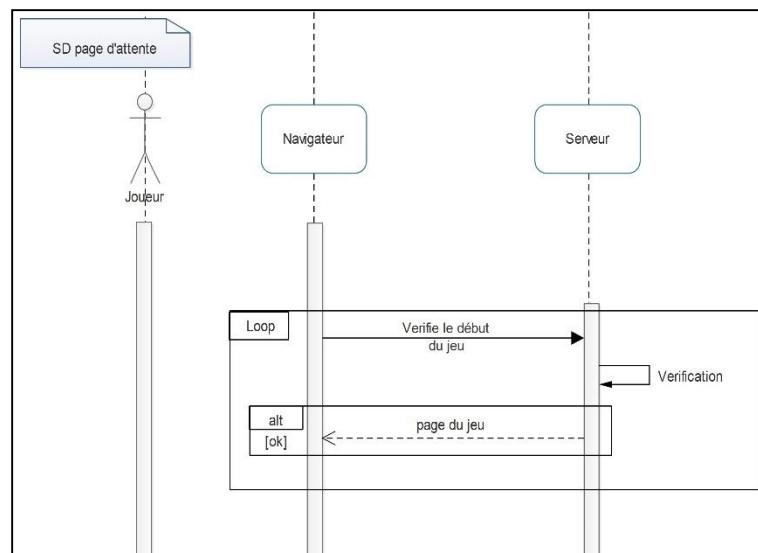 SD page d'attente
Navigateur
Serveur
Joueur
Loop
Verifie le début
du jeu
Verification
alt
page du jeu
[ok]